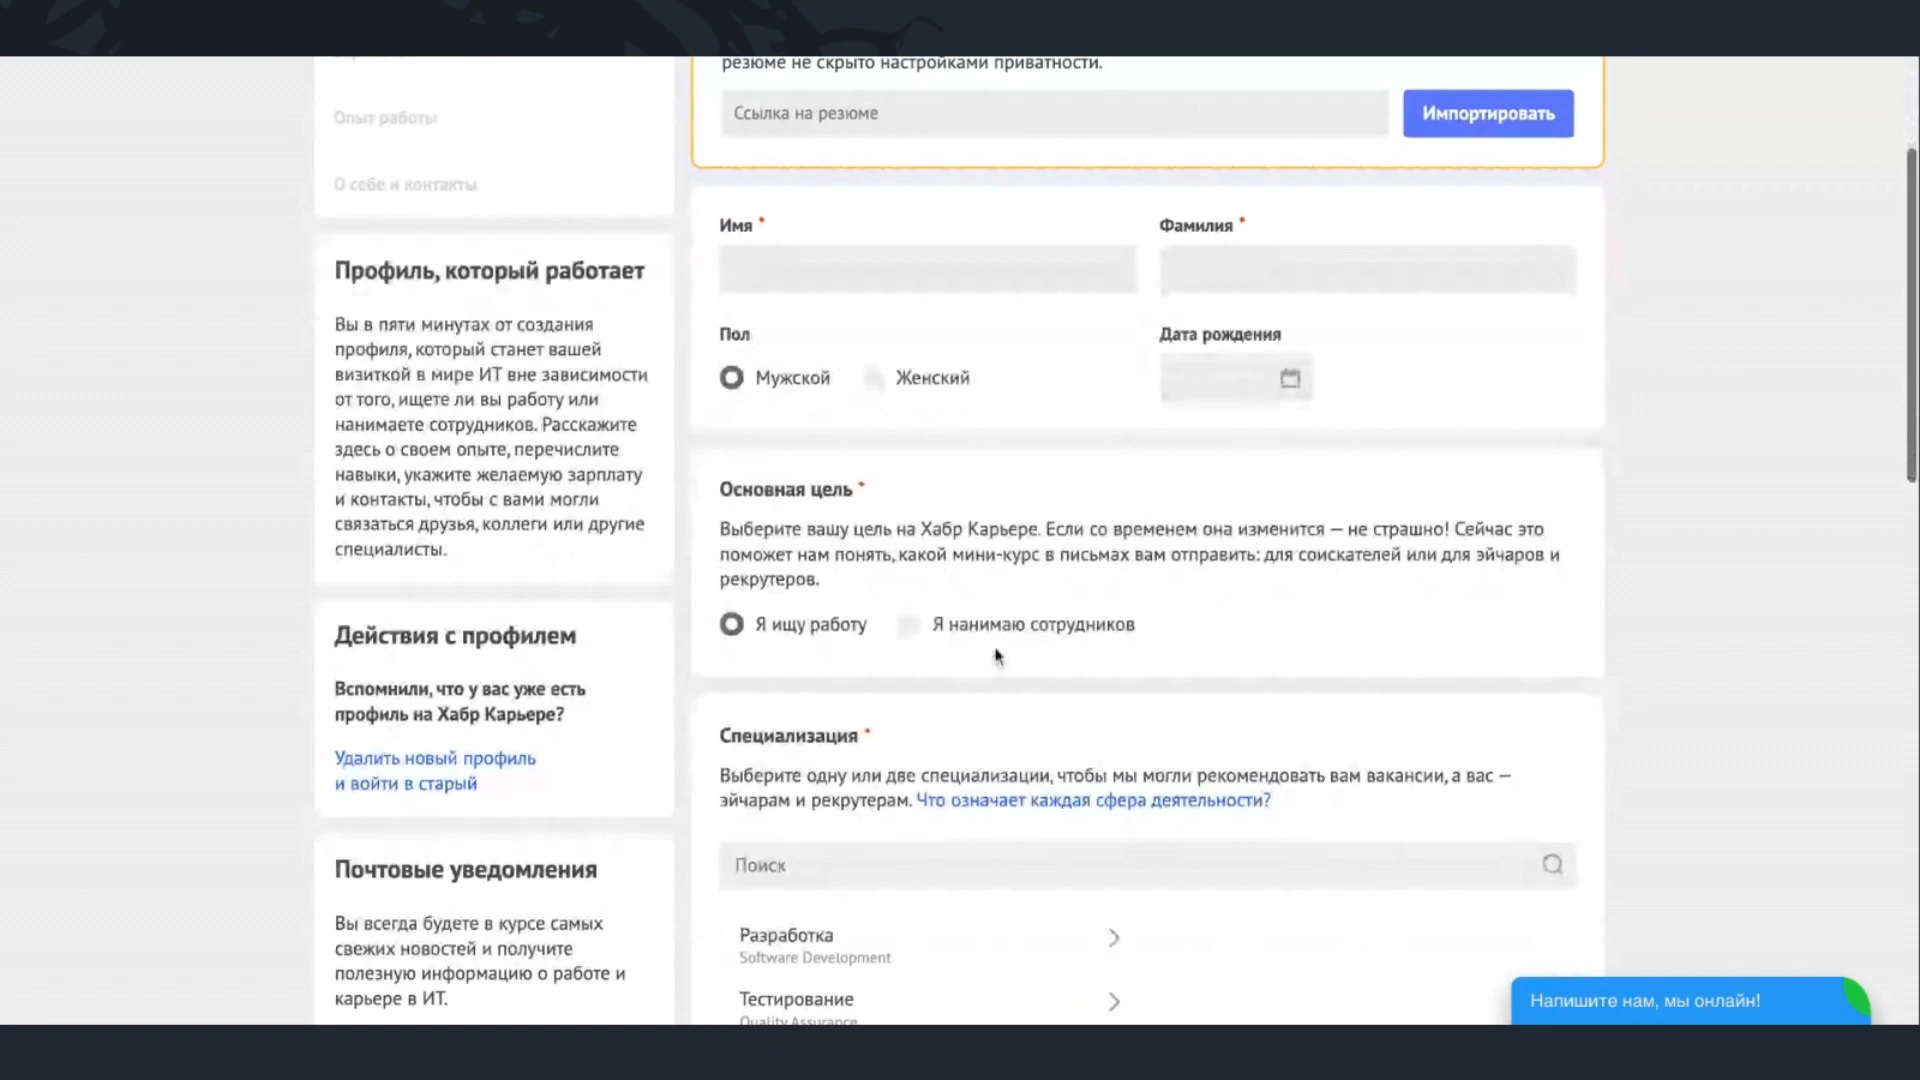 Опыт работы
О себе и контакты
Профиль, который работает
Вы в пяти минутах от создания
профиля, который станет вашей
визиткой в мире ИТ вне зависимости
от того, ищете ли вы работу или
нанимаете сотрудников. Расскажите
здесь о своем опыте, перечислите
навыки, укажите желаемую зарплату
и контакты, чтобы с вами могли
связаться друзья, коллеги или другие
специалисты.
Действия с профилем
Вспомнили, что у вас уже есть
профиль на Хабр Карьере?
Удалить новый профиль
и войти в старый
Почтовые уведомления
Вы всегда будете в курсе самых
свежих новостей и получите
полезную информацию о работе и
карьере в ИТ.
резюме не скрыто настройками приватности.
Ссылка на резюме
Импортировать
Имя *
Фамилия *
Пол
Дата рождения
Мужской
Женский
Основная цель *
Выберите вашу цель на Хабр Карьере. Если со временем она изменится — не страшно! Сейчас это
поможет нам понять, какой мини-курс в письмах вам отправить: для соискателей или для эйчаров и
рекрутеров.
Я ищу работу
Я нанимаю сотрудников
Специализация *
Выберите одну или две специализации, чтобы мы могли рекомендовать вам вакансии, а вас —
эйчарам и рекрутерам. Что означает каждая сфера деятельности?
Поиск
Разработка
Software Development
Тестирование
Quality Assurance
Напишите нам, мы онлайн!